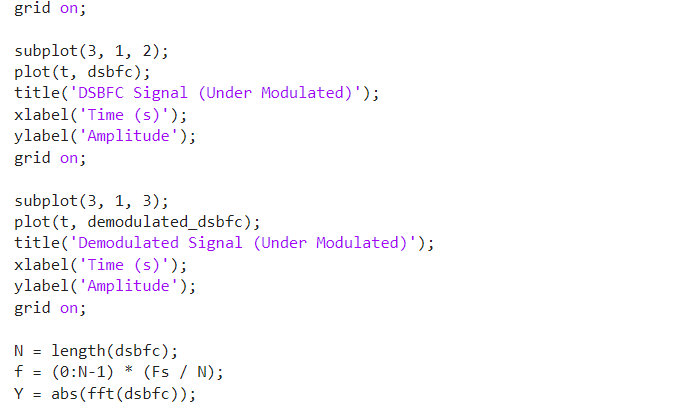 grid on;
subplot(3, 1, 2);
plot(t, dsbfc);
title('DSBFC Signal (Under Modulated)');
xlabel('Time (s)');
ylabel('Amplitude');
grid on;
subplot(3, 1, 3);
plot(t, demodulated_dsbfc);
title('Demodulated Signal (Under Modulated)');
xlabel('Time (s)');
ylabel('Amplitude');
grid on;
N = length(dsbfc);
f = (0:N-1) * (Fs / N);
Y = abs(fft(dsbfc));